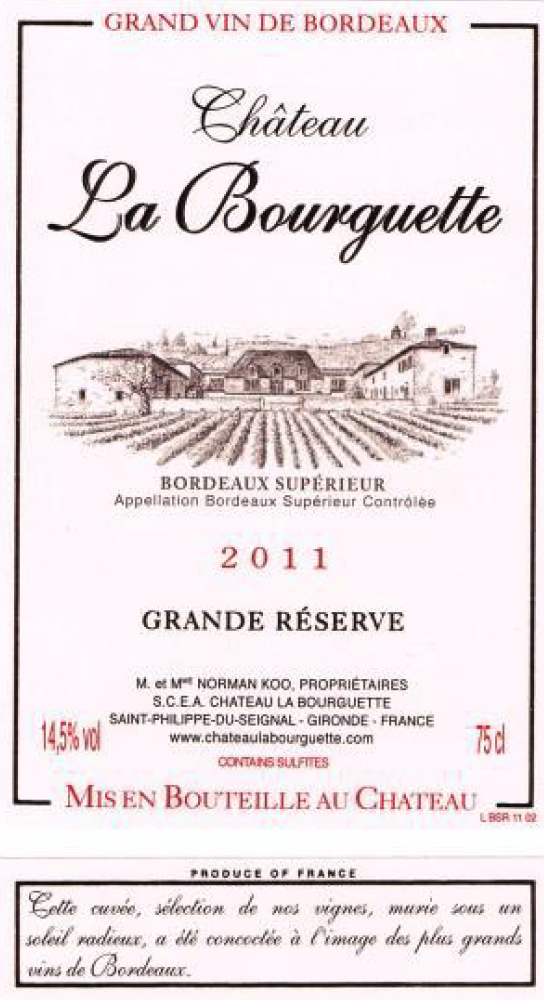 GRAND VIN DE BORDEAUX
Château
La Bourguette
BORDEAUX SUPÉRIEUR
Appellation Bordeaux Supérieur Contrôlée
2011
GRANDE RÉSERVE
M. et Mme NORMAN KOO, PROPRIÉTAIRES
S.C.E.A. CHATEAU LA BOURGUETTE
SAINT-PHILIPPE-DU-SEIGNAL - GIRONDE - FRANCE
14,5% vol
www.chateaulabourguette.com
75 cl
CONTAINS SULFITES
MIS EN BOUTEILLE AU CHATEAU
L BSR 11 02
PRODUCE OF FRANCE
Cette cuvée, sélection de nos vignes, murie sous un
soleil radieux, a été concoctée à l'image des plus grands
vins de Bordeaux.